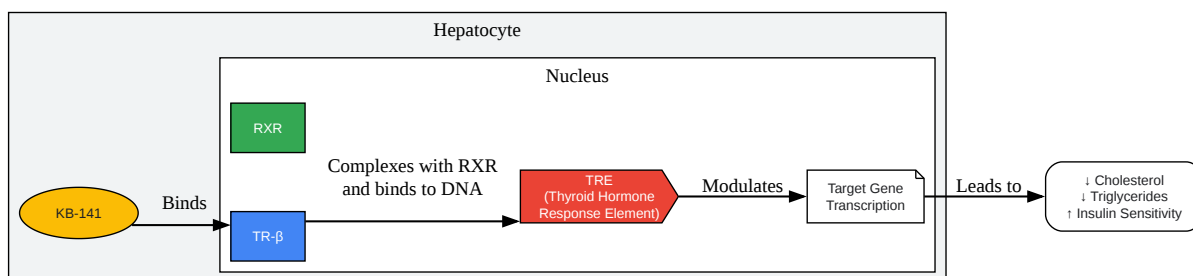 Hepatocyte
Nucleus
RXR
Complexes with RXR
and binds to DNA
TRE
(Thyroid Hormone
Response Element)
Modulates
Target Gene
Transcription
Leads to
↓ Cholesterol
↓ Triglycerides
↑ Insulin Sensitivity
KB-141
Binds
TR-β